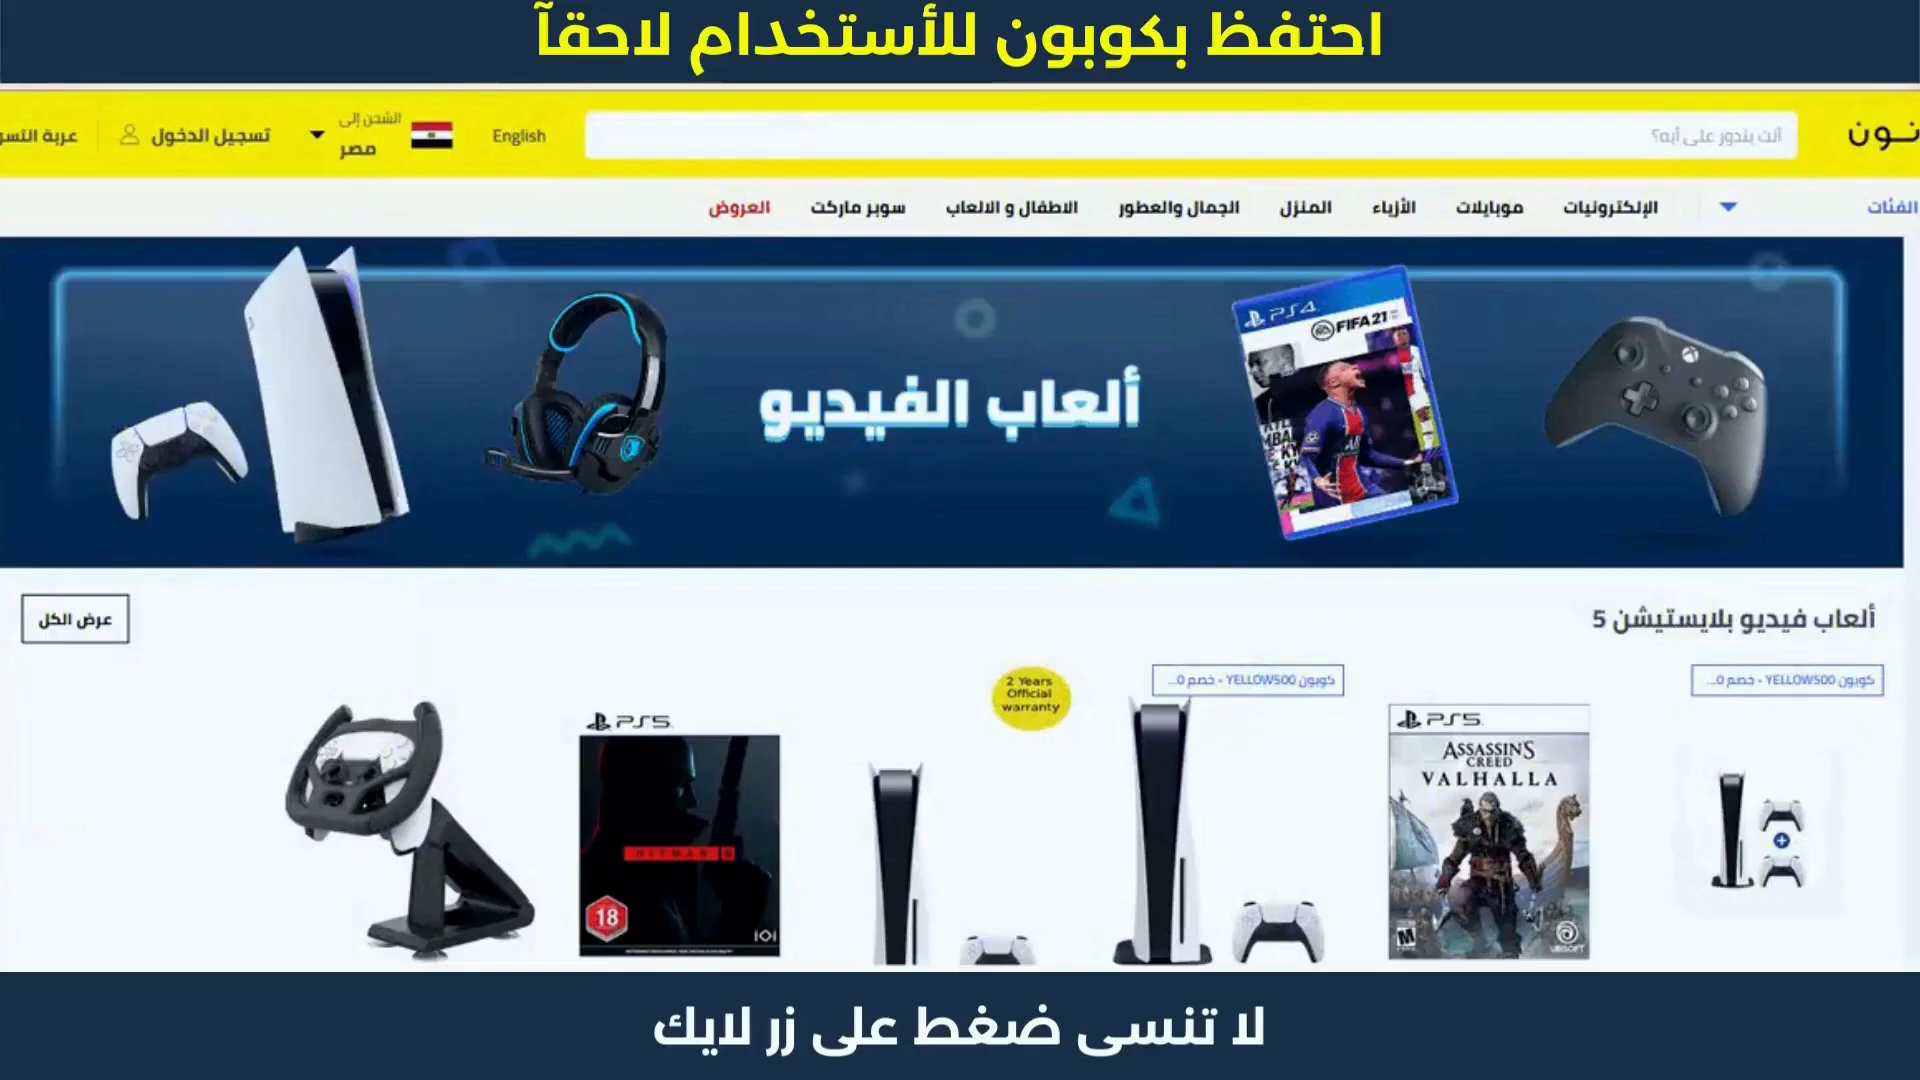 احتفظ بكوبون للأستخدام لاحقآ
نون
أنت بتدور على أيه؟
English
الشحن إلى
مصر
تسجيل الدخول
عربة التسو
الفئات
الإلكترونيات
موبايلات
الأزياء
المنزل
الجمال والعطور
الاطفال و الالعاب
سوبر ماركت
العروض
ألعاب الفيديو
PS4
FIFA 21
ألعاب فيديو بلايستيشن 5
عرض الكل
كوبون YELLOW500 - خصم 0...
كوبون YELLOW500 - خصم 0...
2 Years
Official
warranty
PS5
ASSASSIN'S
CREED
VALHALLA
M
UBISOFT
PS5
HITMAN
18
IOI
لا تنسى ضغط على زر لايك